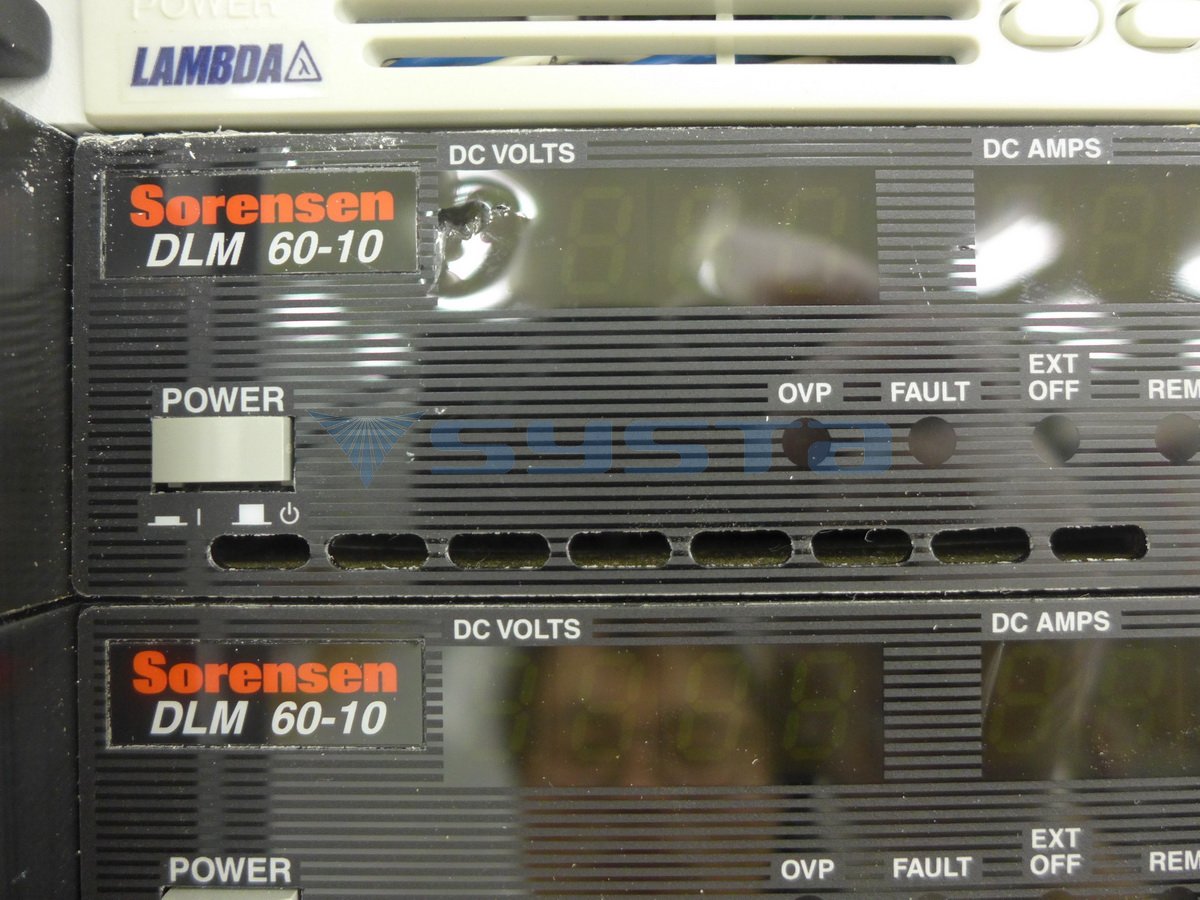 POWER
LAMBDA
DC VOLTS
DC AMPS
Sorensen
DLM 60-10
EXT
OFF
OVP
FAULT
REM
POWER
SYSTA
DC VOLTS
DC AMPS
Sorensen
DLM 60-10
EXT
OFF
OVP
FAULT
REM
POWER